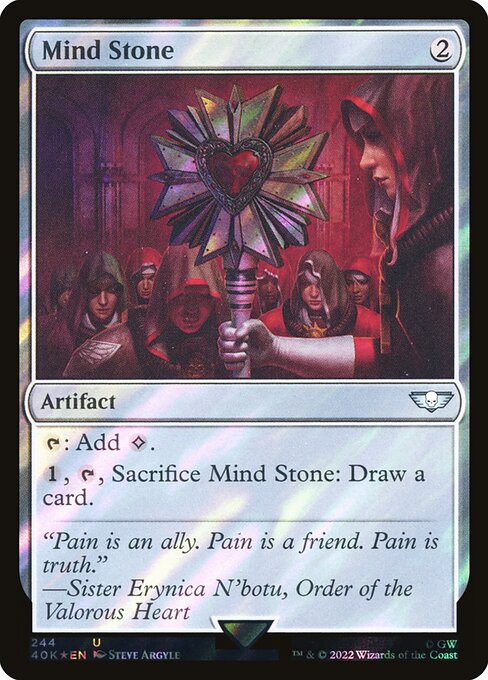 Mind Stone 2
Artifact
: Add .
1, , Sacrifice Mind Stone: Draw a
card.
“Pain is an ally. Pain is a friend. Pain is
truth.”
—Sister Erynica N’botu, Order of the
Valorous Heart
244 U © GW
40K★EN Steve Argyle ™ & © 2022 Wizards of the Coast